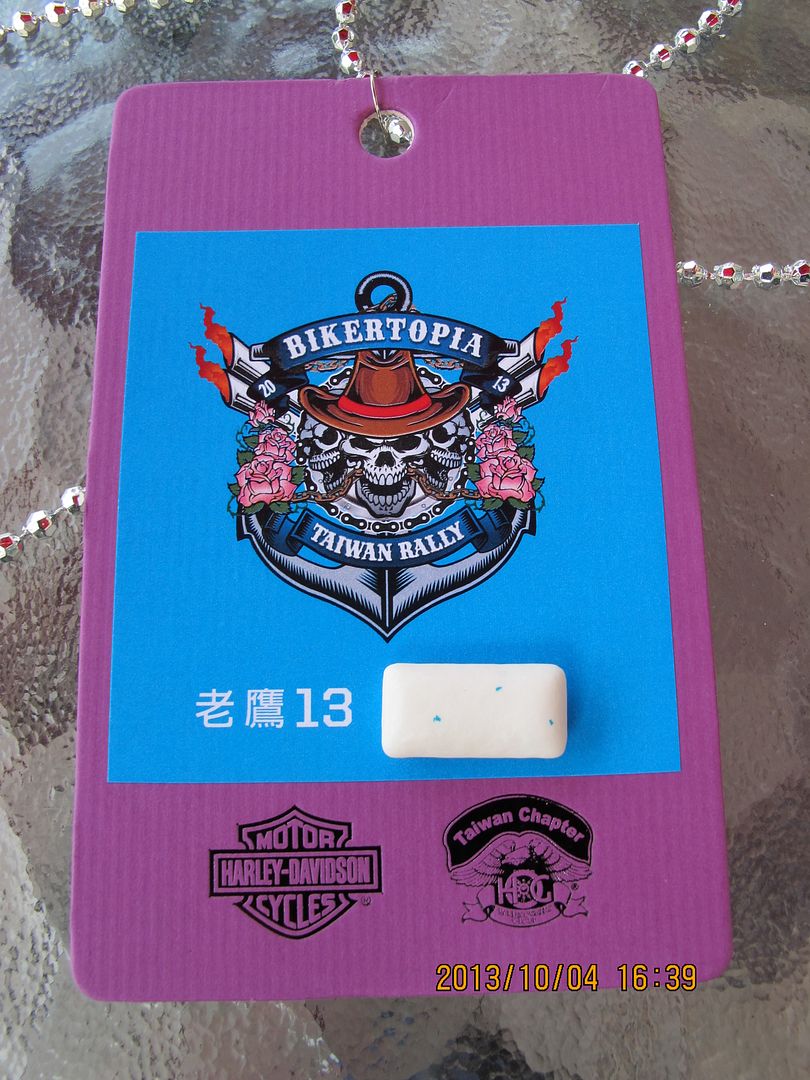 BIKERTOPIA
20 13
TAIWAN RALLY
老鷹13
MOTOR
HARLEY-DAVIDSON
CYCLES
®
Taiwan Chapter
HOG
®
2013/10/04 16:39